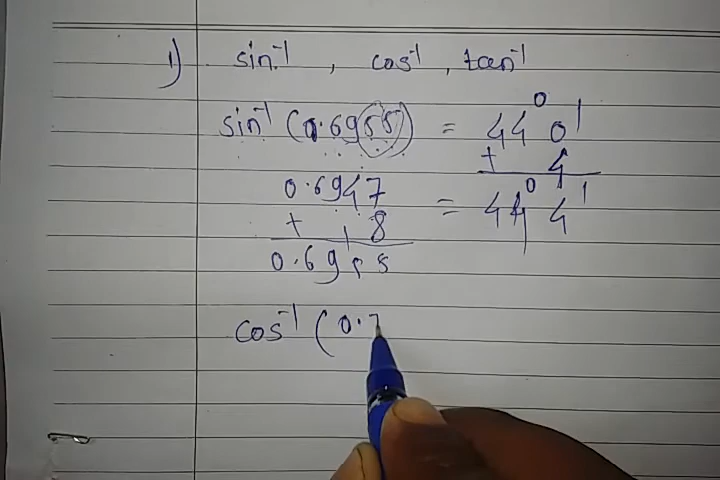 1) sin⁻¹ , cos⁻¹ , tan⁻¹
sin⁻¹ (0.6955) = 44° 0'
+ 4
0.6947 = 44° 4'
+ 8
0.6955
cos⁻¹ (0.7